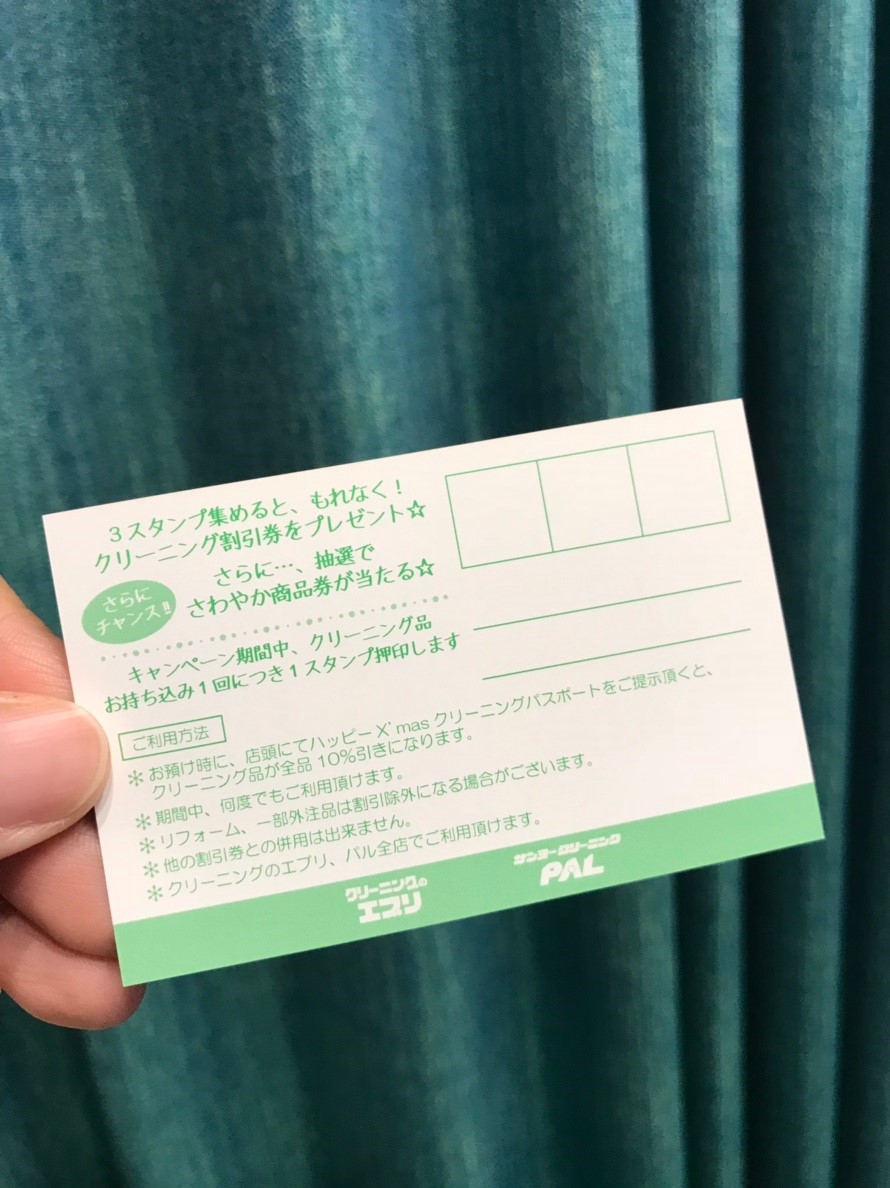 3スタンプ集めると、もれなく!
クリーニング割引券をプレゼント☆
さらに…、抽選で
さわやか商品券が当たる☆
さらに
チャンス!!
キャンペーン期間中、クリーニング品
お持ち込み1回につき1スタンプ押印します
ご利用方法
＊お預け時に、店頭にてハッピーX'masクリーニングパスポートをご提示頂くと、
クリーニング品が全品10%引きになります。
＊期間中、何度でもご利用頂けます。
＊リフォーム、一部外注品は割引除外になる場合がございます。
＊他の割引券との併用は出来ません。
＊クリーニングのエブリ、パル全店でご利用頂けます。
クリーニングの
エブリ
サンヨークリーニング
PAL